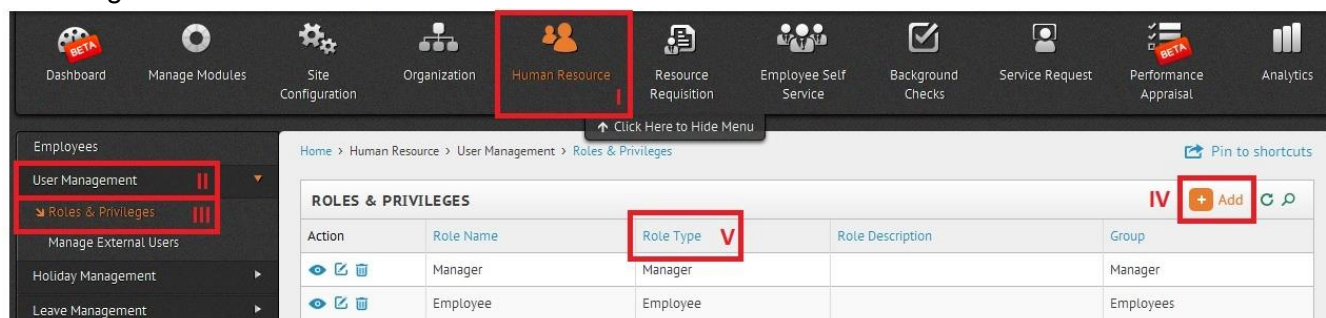 BETA
BETA
Dashboard Manage Modules Site Configuration Organization Human Resource Resource Requisition Employee Self Service Background Checks Service Request Performance Appraisal Analytics
I
↑ Click Here to Hide Menu
Employees
Home > Human Resource > User Management > Roles & Privileges Pin to shortcuts
User Management II
Roles & Privileges III
ROLES & PRIVILEGES IV + Add
Manage External Users
Action Role Name Role Type V Role Description Group
Holiday Management
Manager Manager Manager
Leave Management
Employee Employee Employees